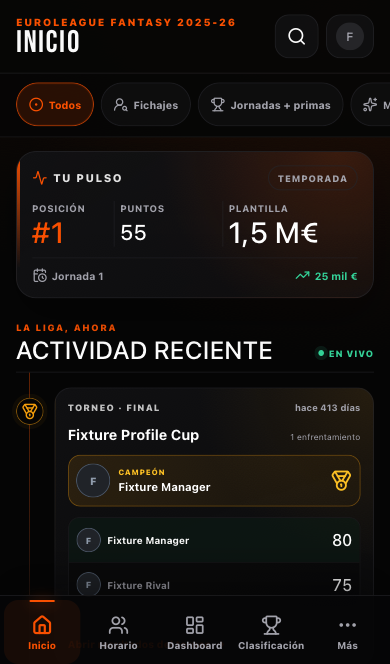 EUROLEAGUE FANTASY 2025-26
INICIO
F
Todos
Fichajes
Jornadas + primas
M
TU PULSO
TEMPORADA
POSICIÓN
PUNTOS
PLANTILLA
#1
55
1,5 M€
Jornada 1
25 mil €
LA LIGA, AHORA
ACTIVIDAD RECIENTE
EN VIVO
TORNEO · FINAL
hace 413 días
Fixture Profile Cup
1 enfrentamiento
F
CAMPEÓN
Fixture Manager
F
Fixture Manager
80
F
Fixture Rival
75
Inicio
Horario
Dashboard
Clasificación
Más